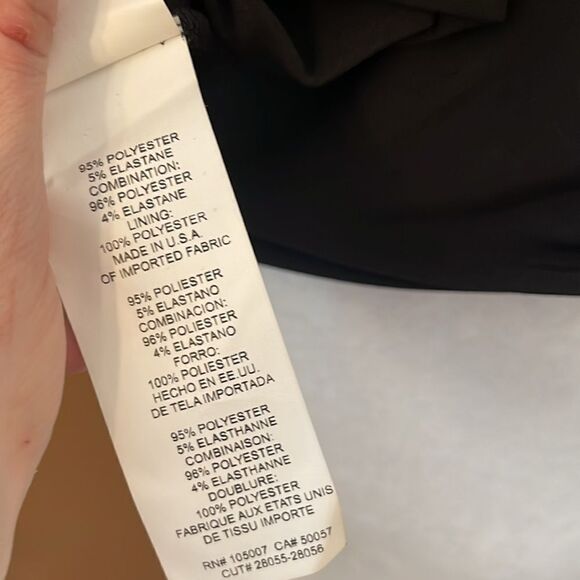 95% POLYESTER
5% ELASTANE
COMBINATION:
96% POLYESTER
4% ELASTANE
LINING:
100% POLYESTER
MADE IN U.S.A.
OF IMPORTED FABRIC
95% POLIESTER
5% ELASTANO
COMBINACION:
96% POLIESTER
4% ELASTANO
FORRO:
100% POLIESTER
HECHO EN EE.UU.
DE TELA IMPORTADA
95% POLYESTER
5% ELASTHANNE
COMBINAISON:
96% POLYESTER
4% ELASTHANNE
DOUBLURE:
100% POLYESTER
FABRIQUE AUX ETATS UNIS
DE TISSU IMPORTE
RN# 105007 CA# 50057
CUT# 28055-28056